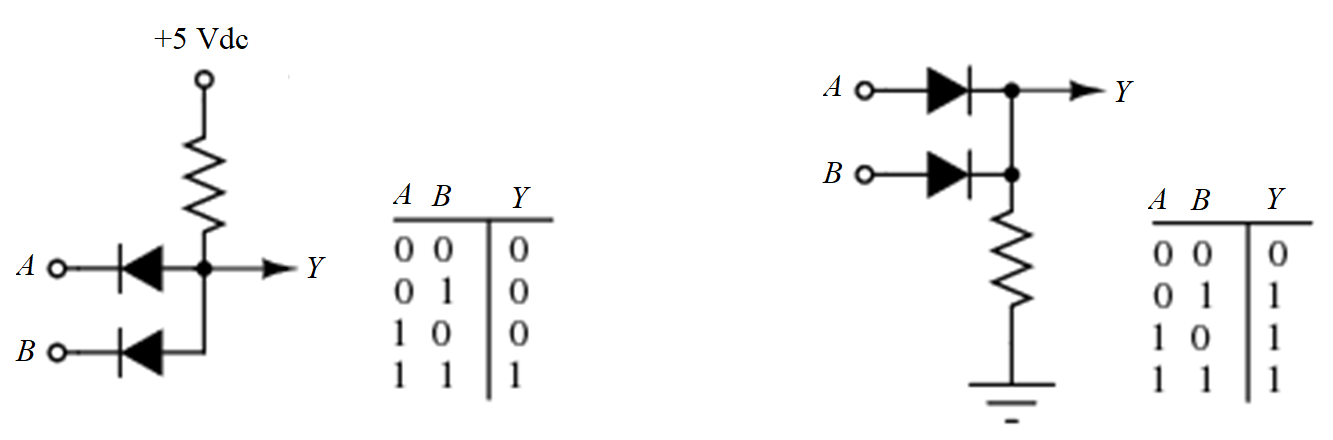 +5 Vdc
A
Y
B
A B Y
0 0 0
0 1 0
1 0 0
1 1 1
A
Y
B
A B Y
0 0 0
0 1 1
1 0 1
1 1 1